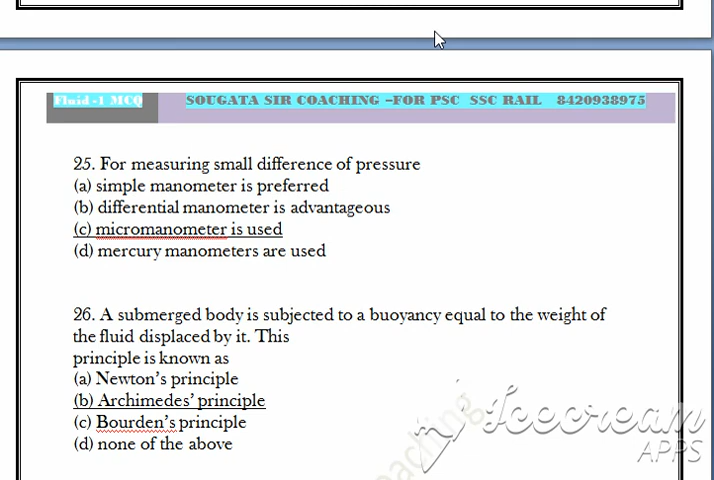 Fluid -1 MCQ SOUGATA SIR COACHING –FOR PSC SSC RAIL 8420938975
25. For measuring small difference of pressure
(a) simple manometer is preferred
(b) differential manometer is advantageous
(c) micromanometer is used
(d) mercury manometers are used
26. A submerged body is subjected to a buoyancy equal to the weight of
the fluid displaced by it. This
principle is known as
(a) Newton's principle
(b) Archimedes' principle
(c) Bourden's principle
(d) none of the above
Icecream
APPS